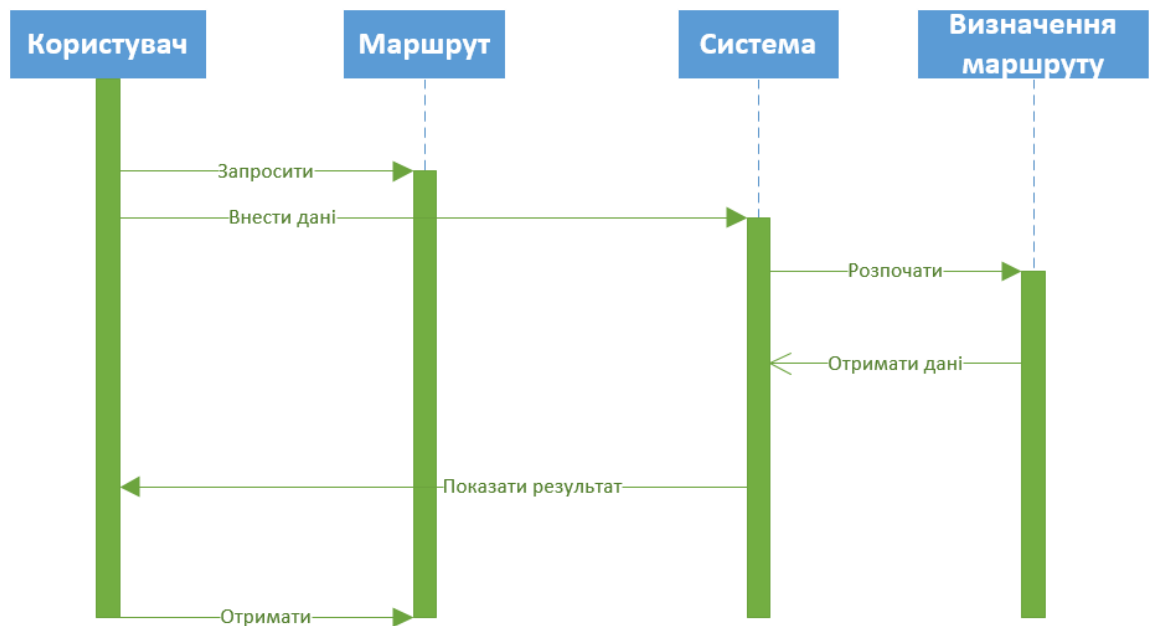 Користувач
Маршрут
Система
Визначення
маршруту
Запросити
Внести дані
Розпочати
Отримати дані
Показати результат
Отримати